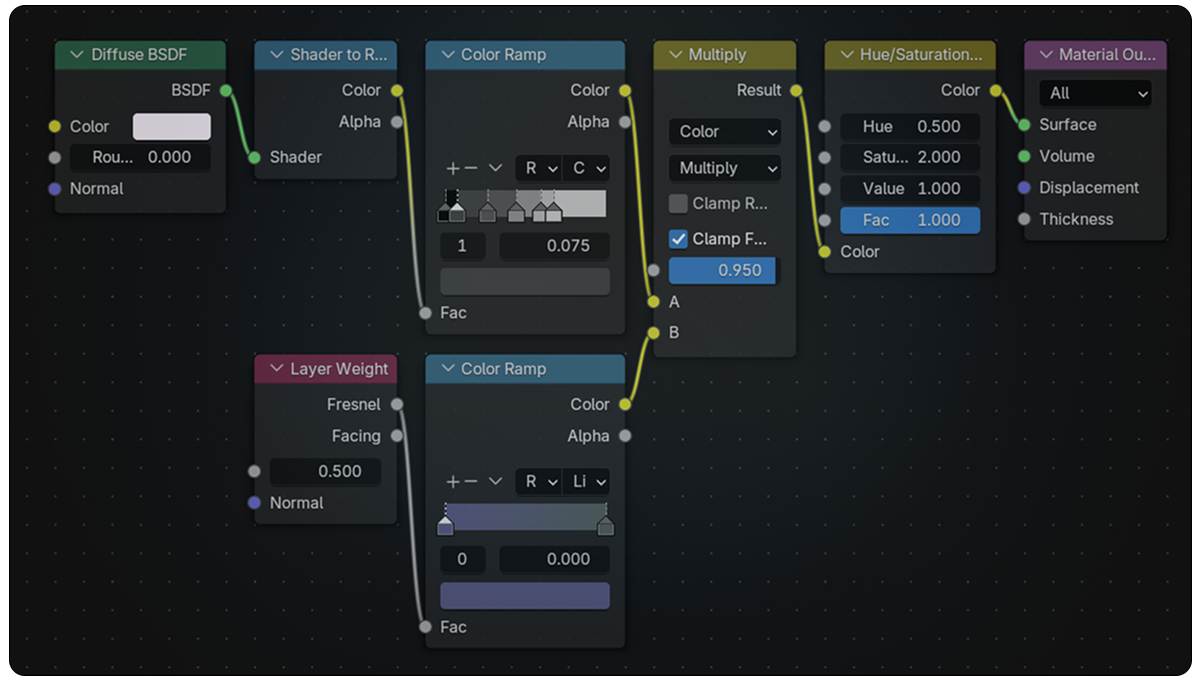 Diffuse BSDF
BSDF
Color
Rou... 0.000
Normal
Shader to R...
Color
Alpha
Shader
Color Ramp
Color
Alpha
R C
1 0.075
Fac
Multiply
Result
Color
Multiply
Clamp R...
Clamp F...
0.950
A
B
Hue/Saturation...
Color
Hue 0.500
Satu... 2.000
Value 1.000
Fac 1.000
Color
Material Ou...
All
Surface
Volume
Displacement
Thickness
Layer Weight
Fresnel
Facing
0.500
Normal
Color Ramp
Color
Alpha
R Li
0 0.000
Fac